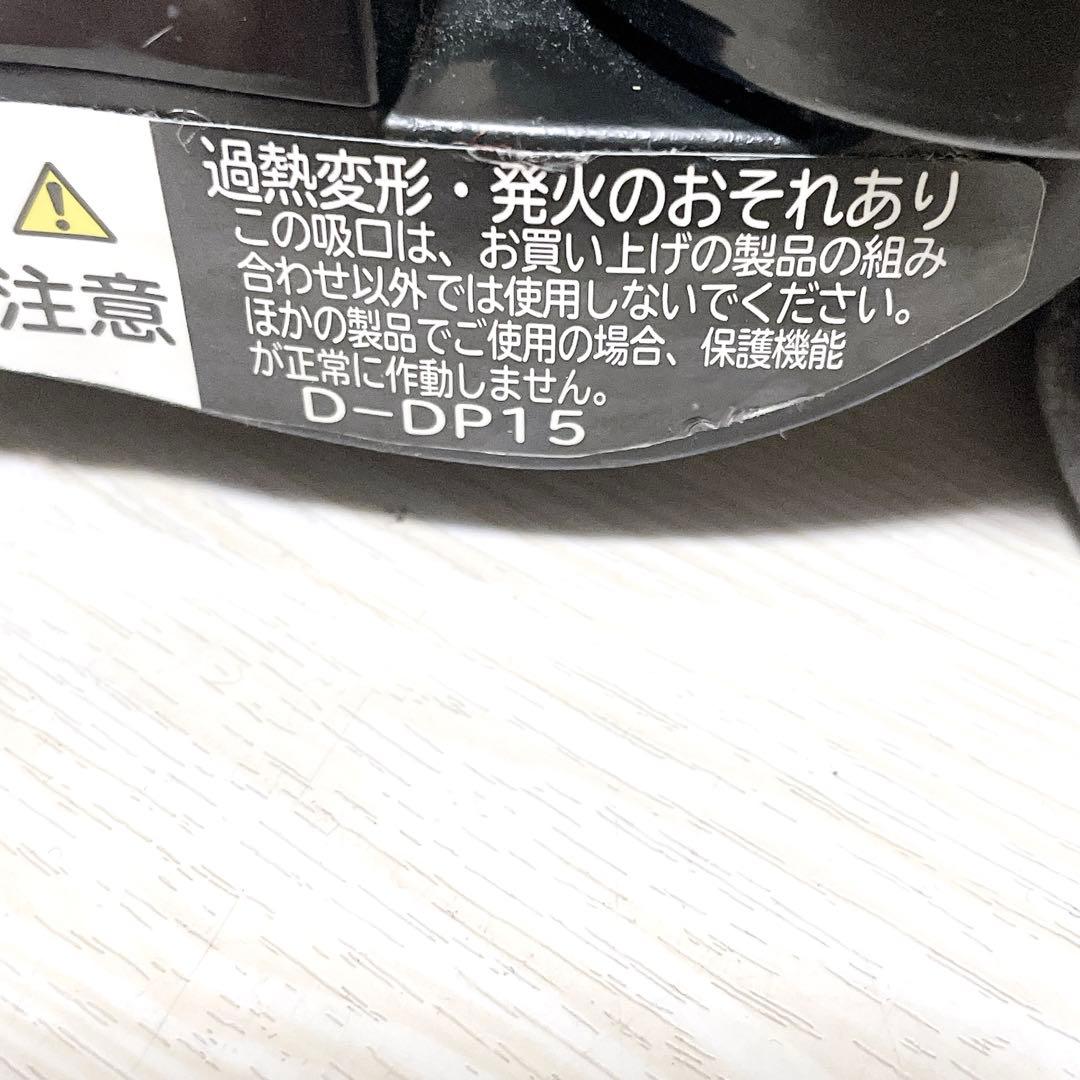 注意
過熱変形・発火のおそれあり
この吸口は、お買い上げの製品の組み
合わせ以外では使用しないでください。
ほかの製品でご使用の場合、保護機能
が正常に作動しません。
D-DP15